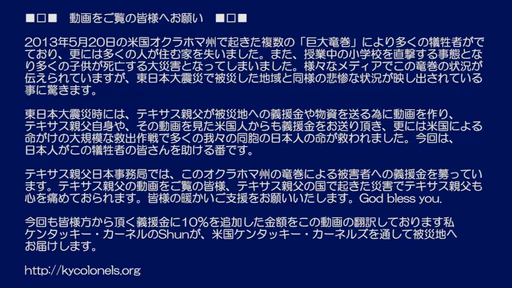 ■□■　動画をご覧の皆様へお願い　■□■
2013年5月20日の米国オクラホマ州で起きた複数の「巨大竜巻」により多くの犠牲者がで
ており、更には多くの人が住む家を失いました。また、授業中の小学校を直撃する事態とな
り多くの子供が死亡する大災害となってしまいました。様々なメディアでこの竜巻の状況が
伝えられていますが、東日本大震災で被災した地域と同様の悲惨な状況が映し出されている
事に驚きます。
東日本大震災時には、テキサス親父が被災地への義援金や物資を送る為に動画を作り、
テキサス親父自身や、その動画を見た米国人からも義援金をお送り頂き、更には米国による
命がけの大規模な救出作戦で多くの我々の同胞の日本人の命が救われました。今回は、
日本人がこの犠牲者の皆さんを助ける番です。
テキサス親父日本事務局では、このオクラホマ州の竜巻による被害者への義援金を募ってい
ます。テキサス親父の動画をご覧の皆様、テキサス親父の国で起きた災害でテキサス親父も
心を痛めておられます。皆様の暖かいご支援をお願いいたします。God bless you.
今回も皆様方から頂く義援金に10％を追加した金額をこの動画の翻訳しております私
ケンタッキー・カーネルのShunが、米国ケンタッキー・カーネルズを通して被災地へ
お届けします。
http://kycolonels.org